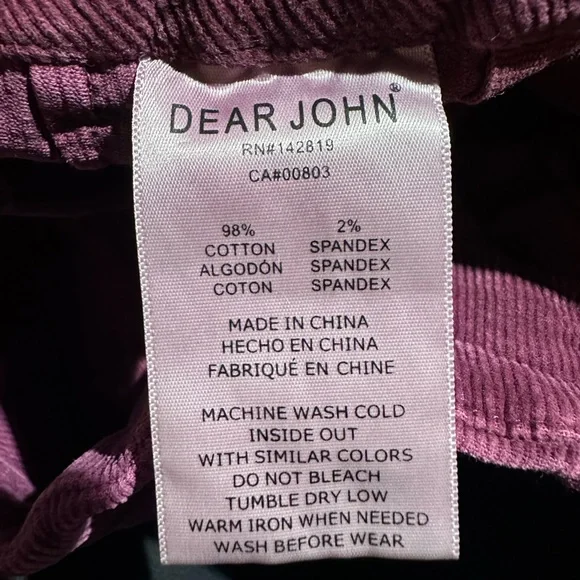 DEAR JOHN®
RN#142819
CA#00803
98% 2%
COTTON SPANDEX
ALGODÓN SPANDEX
COTON SPANDEX
MADE IN CHINA
HECHO EN CHINA
FABRIQUÉ EN CHINE
MACHINE WASH COLD
INSIDE OUT
WITH SIMILAR COLORS
DO NOT BLEACH
TUMBLE DRY LOW
WARM IRON WHEN NEEDED
WASH BEFORE WEAR